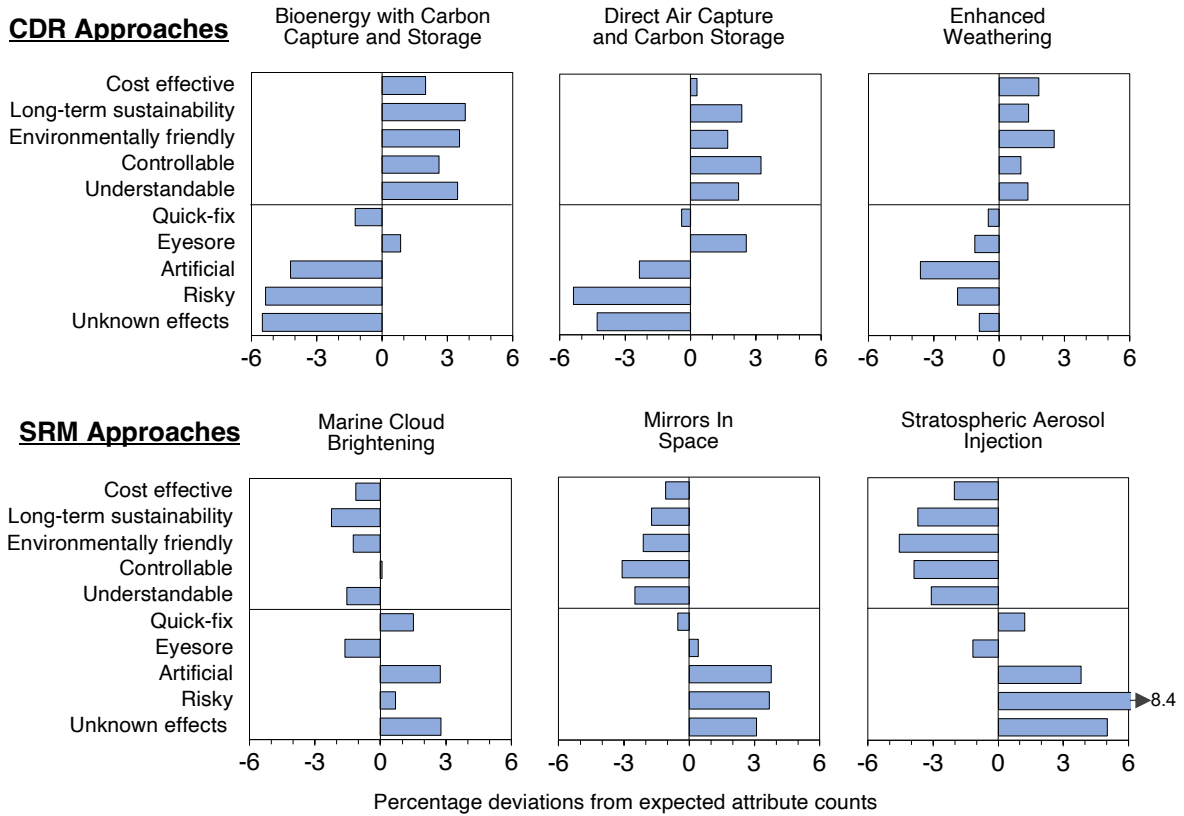 CDR Approaches
Bioenergy with Carbon
Capture and Storage
Direct Air Capture
and Carbon Storage
Enhanced
Weathering
Cost effective
Long-term sustainability
Environmentally friendly
Controllable
Understandable
Quick-fix
Eyesore
Artificial
Risky
Unknown effects
-6 -3 0 3 6
-6 -3 0 3 6
-6 -3 0 3 6
SRM Approaches
Marine Cloud
Brightening
Mirrors In
Space
Stratospheric Aerosol
Injection
Cost effective
Long-term sustainability
Environmentally friendly
Controllable
Understandable
Quick-fix
Eyesore
Artificial
Risky
8.4
Unknown effects
-6 -3 0 3 6
-6 -3 0 3 6
-6 -3 0 3 6
Percentage deviations from expected attribute counts